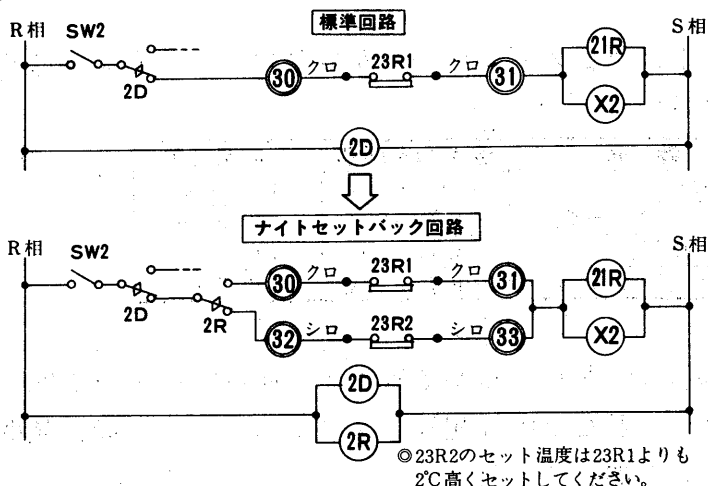 標準回路
R相
S相
SW2
2D
30
クロ
23R1
クロ
31
21R
X2
2D
ナイトセットバック回路
R相
S相
SW2
2D
2R
30
クロ
23R1
クロ
31
32
シロ
23R2
シロ
33
21R
X2
2D
2R
◎23R2のセット温度は23R1よりも
2℃高くセットしてください。